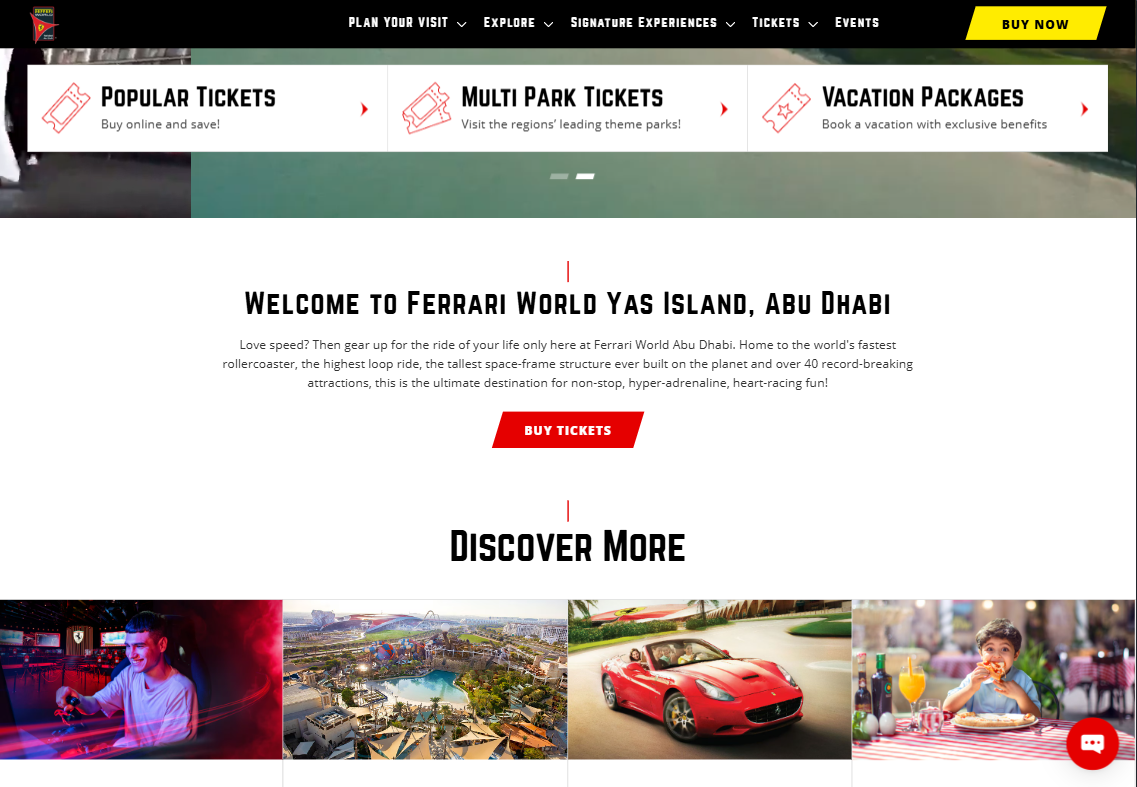 PLAN YOUR VISIT Explore Signature Experiences Tickets Events BUY NOW
Popular Tickets
Buy online and save!
Multi Park Tickets
Visit the regions’ leading theme parks!
Vacation Packages
Book a vacation with exclusive benefits
Welcome to Ferrari World Yas Island, Abu Dhabi
Love speed? Then gear up for the ride of your life only here at Ferrari World Abu Dhabi. Home to the world's fastest
rollercoaster, the highest loop ride, the tallest space-frame structure ever built on the planet and over 40 record-breaking
attractions, this is the ultimate destination for non-stop, hyper-adrenaline, heart-racing fun!
BUY TICKETS
Discover More